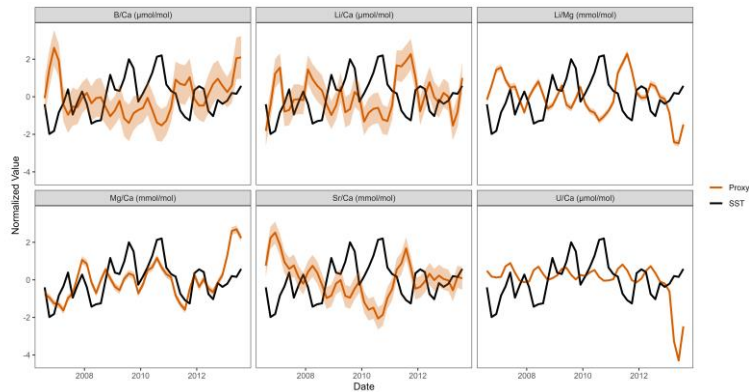 B/Ca (μmol/mol)
Li/Ca (μmol/mol)
Li/Mg (mmol/mol)
2
0
-2
-4
Mg/Ca (mmol/mol)
Sr/Ca (mmol/mol)
U/Ca (μmol/mol)
2
0
-2
-4
Normalized Value
Proxy
SST
2008
2010
2012
2008
2010
2012
2008
2010
2012
Date